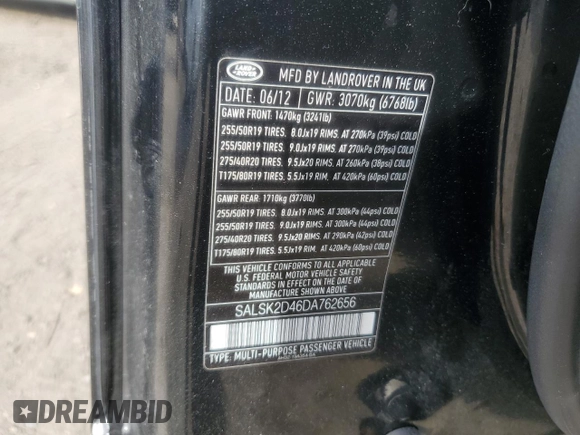 LAND
ROVER
MFD BY LANDROVER IN THE UK
DATE: 06/12 GWR: 3070kg (6768lb)
GAWR FRONT: 1470kg (3241lb)
255/50R19 TIRES. 8.0Jx19 RIMS. AT 270kPa (39psi) COLD
255/50R19 TIRES. 9.0Jx19 RIMS. AT 270kPa (39psi) COLD
275/40R20 TIRES. 9.5Jx20 RIMS. AT 260kPa (38psi) COLD
T175/80R19 TIRES. 5.5Jx19 RIM. AT 420kPa (60psi) COLD
GAWR REAR: 1710kg (3770lb)
255/50R19 TIRES. 8.0Jx19 RIMS. AT 300kPa (44psi) COLD
255/50R19 TIRES. 9.0Jx19 RIMS. AT 300kPa (44psi) COLD
275/40R20 TIRES. 9.5Jx20 RIMS. AT 290kPa (42psi) COLD
T175/80R19 TIRES. 5.5Jx19 RIM. AT 420kPa (60psi) COLD
THIS VEHICLE CONFORMS TO ALL APPLICABLE
U.S. FEDERAL MOTOR VEHICLE SAFETY
STANDARDS IN EFFECT ON THE DATE OF
MANUFACTURE SHOWN ABOVE
SALSK2D46DA762656
TYPE: MULTI-PURPOSE PASSENGER VEHICLE
DREAMBID